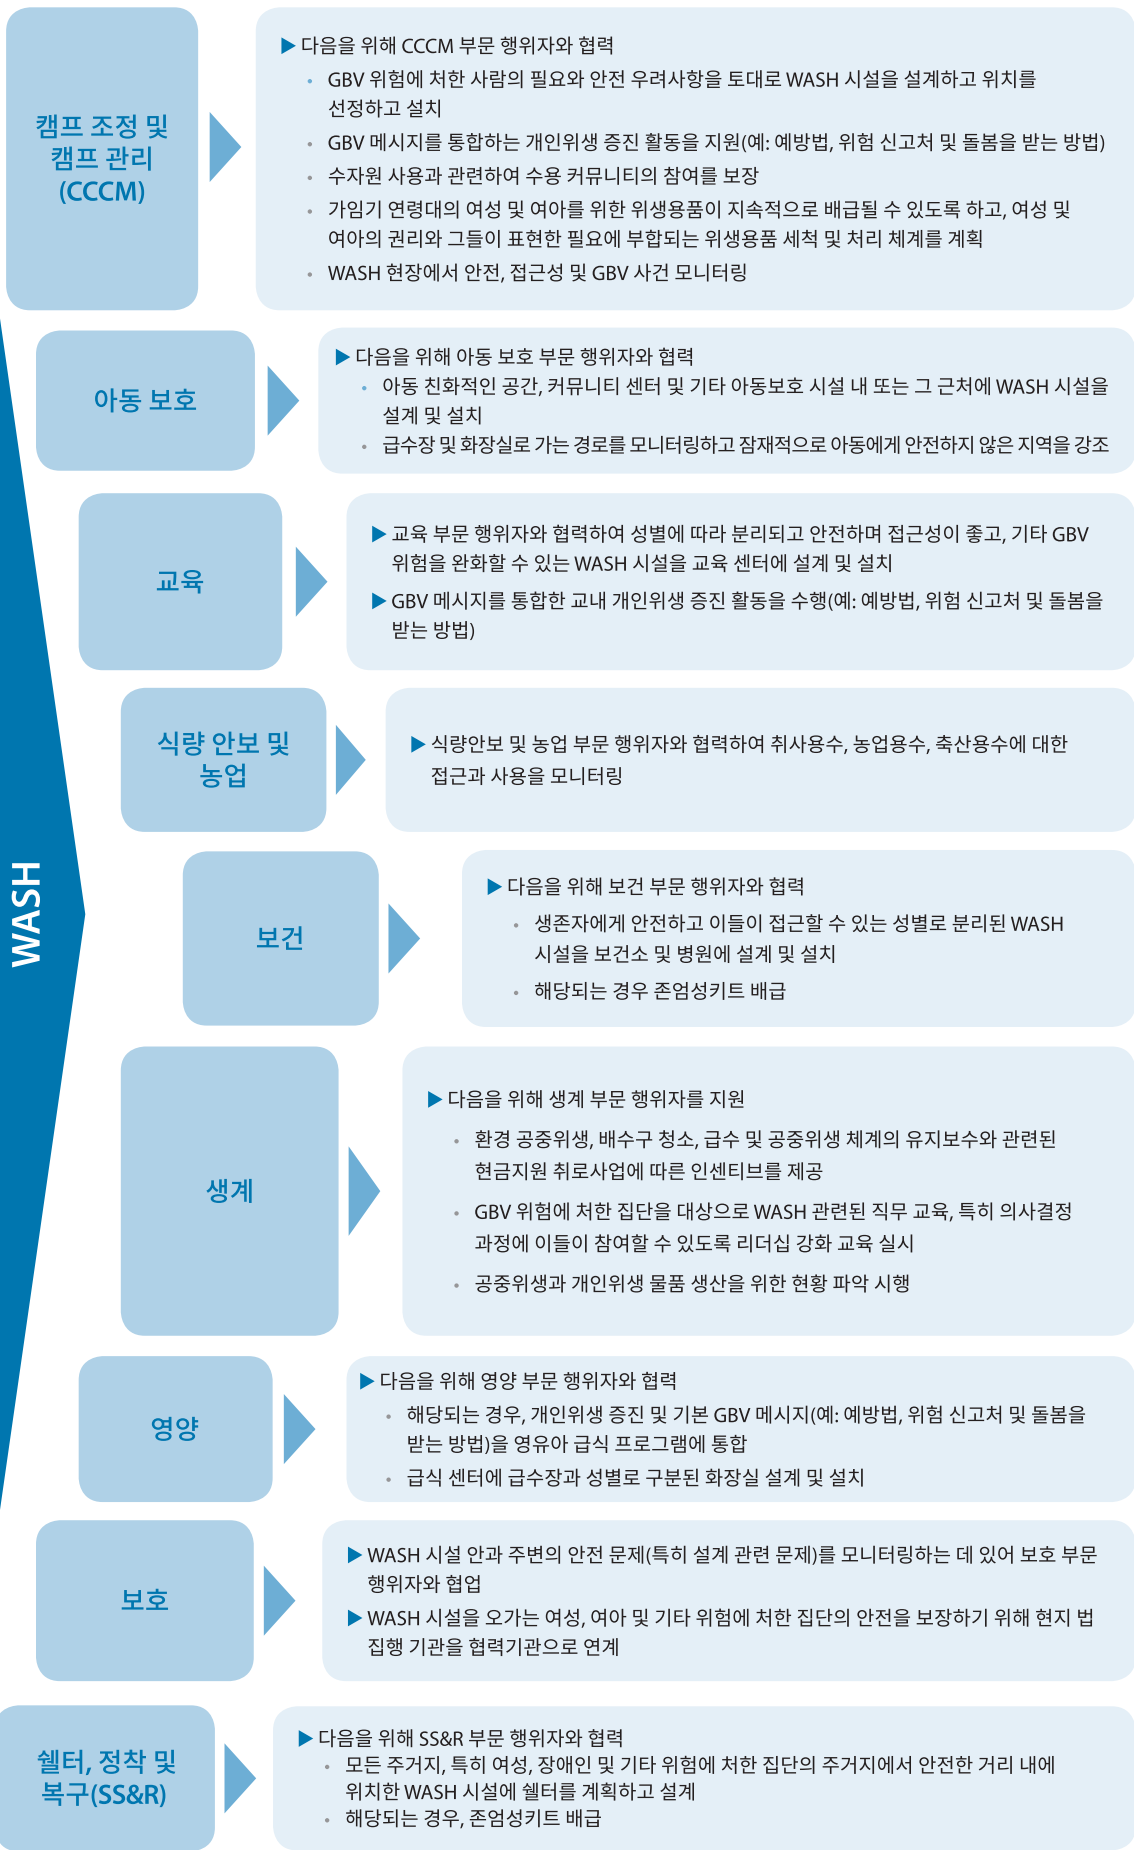 캠프 조정 및
캠프 관리
(CCCM)
▶ 다음을 위해 CCCM 부문 행위자와 협력
• GBV 위험에 처한 사람의 필요와 안전 우려사항을 토대로 WASH 시설을 설계하고 위치를
선정하고 설치
• GBV 메시지를 통합하는 개인위생 증진 활동을 지원(예: 예방법, 위험 신고처 및 돌봄을 받는 방법)
• 수자원 사용과 관련하여 수용 커뮤니티의 참여를 보장
• 가임기 연령대의 여성 및 여아를 위한 위생용품이 지속적으로 배급될 수 있도록 하고, 여성 및
여아의 권리와 그들이 표현한 필요에 부합되는 위생용품 세척 및 처리 체계를 계획
• WASH 현장에서 안전, 접근성 및 GBV 사건 모니터링
아동 보호
▶ 다음을 위해 아동 보호 부문 행위자와 협력
• 아동 친화적인 공간, 커뮤니티 센터 및 기타 아동보호 시설 내 또는 그 근처에 WASH 시설을
설계 및 설치
• 급수장 및 화장실로 가는 경로를 모니터링하고 잠재적으로 아동에게 안전하지 않은 지역을 강조
교육
▶ 교육 부문 행위자와 협력하여 성별에 따라 분리되고 안전하며 접근성이 좋고, 기타 GBV
위험을 완화할 수 있는 WASH 시설을 교육 센터에 설계 및 설치
▶ GBV 메시지를 통합한 교내 개인위생 증진 활동을 수행(예: 예방법, 위험 신고처 및 돌봄을
받는 방법)
식량 안보 및
농업
▶ 식량안보 및 농업 부문 행위자와 협력하여 취사용수, 농업용수, 축산용수에 대한
접근과 사용을 모니터링
WASH
보건
▶ 다음을 위해 보건 부문 행위자와 협력
• 생존자에게 안전하고 이들이 접근할 수 있는 성별로 분리된 WASH
시설을 보건소 및 병원에 설계 및 설치
• 해당되는 경우 존엄성키트 배급
생계
▶ 다음을 위해 생계 부문 행위자를 지원
• 환경 공중위생, 배수구 청소, 급수 및 공중위생 체계의 유지보수와 관련된
현금지원 취로사업에 따른 인센티브를 제공
• GBV 위험에 처한 집단을 대상으로 WASH 관련된 직무 교육, 특히 의사결정
과정에 이들이 참여할 수 있도록 리더십 강화 교육 실시
• 공중위생과 개인위생 물품 생산을 위한 현황 파악 시행
영양
▶ 다음을 위해 영양 부문 행위자와 협력
• 해당되는 경우, 개인위생 증진 및 기본 GBV 메시지(예: 예방법, 위험 신고처 및 돌봄을
받는 방법)을 영유아 급식 프로그램에 통합
• 급식 센터에 급수장과 성별로 구분된 화장실 설계 및 설치
보호
▶ WASH 시설 안과 주변의 안전 문제(특히 설계 관련 문제)를 모니터링하는 데 있어 보호 부문
행위자와 협업
▶ WASH 시설을 오가는 여성, 여아 및 기타 위험에 처한 집단의 안전을 보장하기 위해 현지 법
집행 기관을 협력기관으로 연계
쉘터, 정착 및
복구(SS&R)
▶ 다음을 위해 SS&R 부문 행위자와 협력
• 모든 주거지, 특히 여성, 장애인 및 기타 위험에 처한 집단의 주거지에서 안전한 거리 내에
위치한 WASH 시설에 쉘터를 계획하고 설계
• 해당되는 경우, 존엄성키트 배급